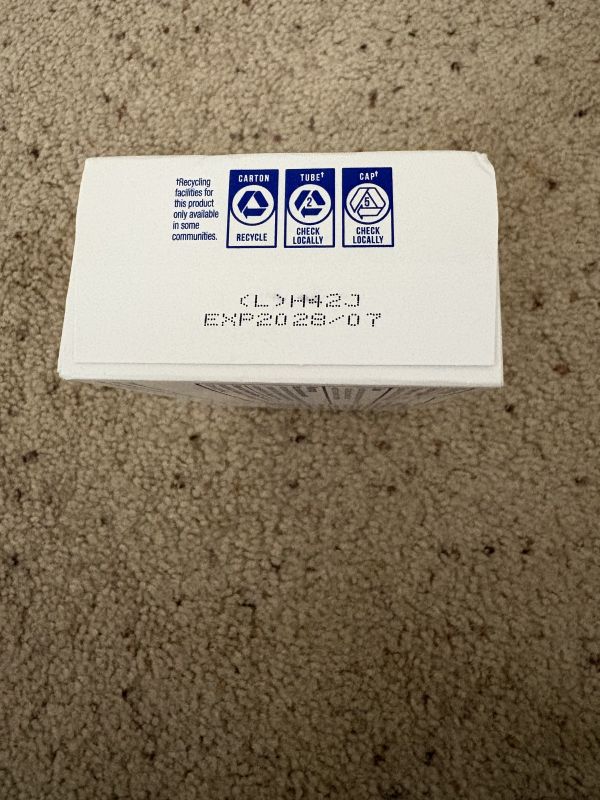 †Recycling
facilities for
this product
only available
in some
communities.
CARTON
RECYCLE
TUBE†
2
CHECK
LOCALLY
CAP†
5
CHECK
LOCALLY
(L)H42J
EXP2028/07